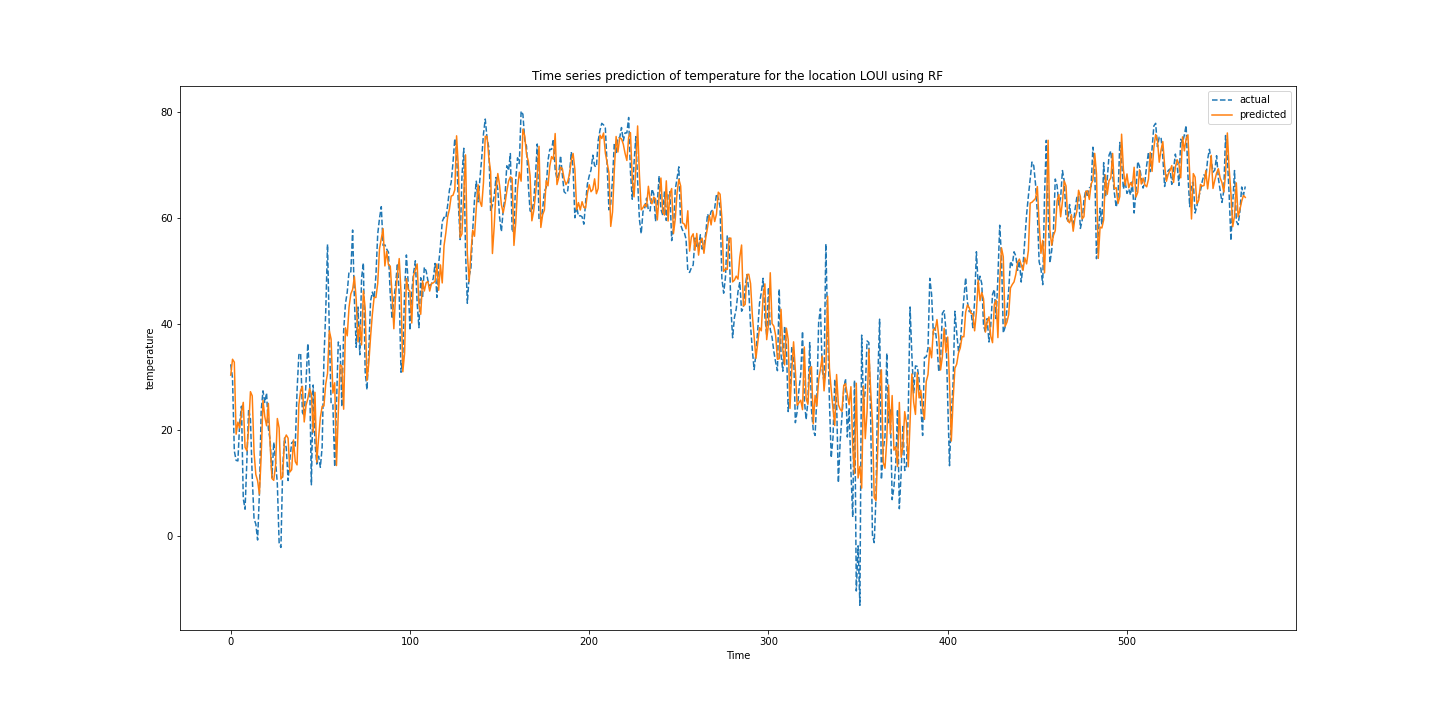 Time series prediction of temperature for the location LOUI using RF
actual
predicted
80
60
40
20
0
temperature
0 100 200 300 400 500
Time